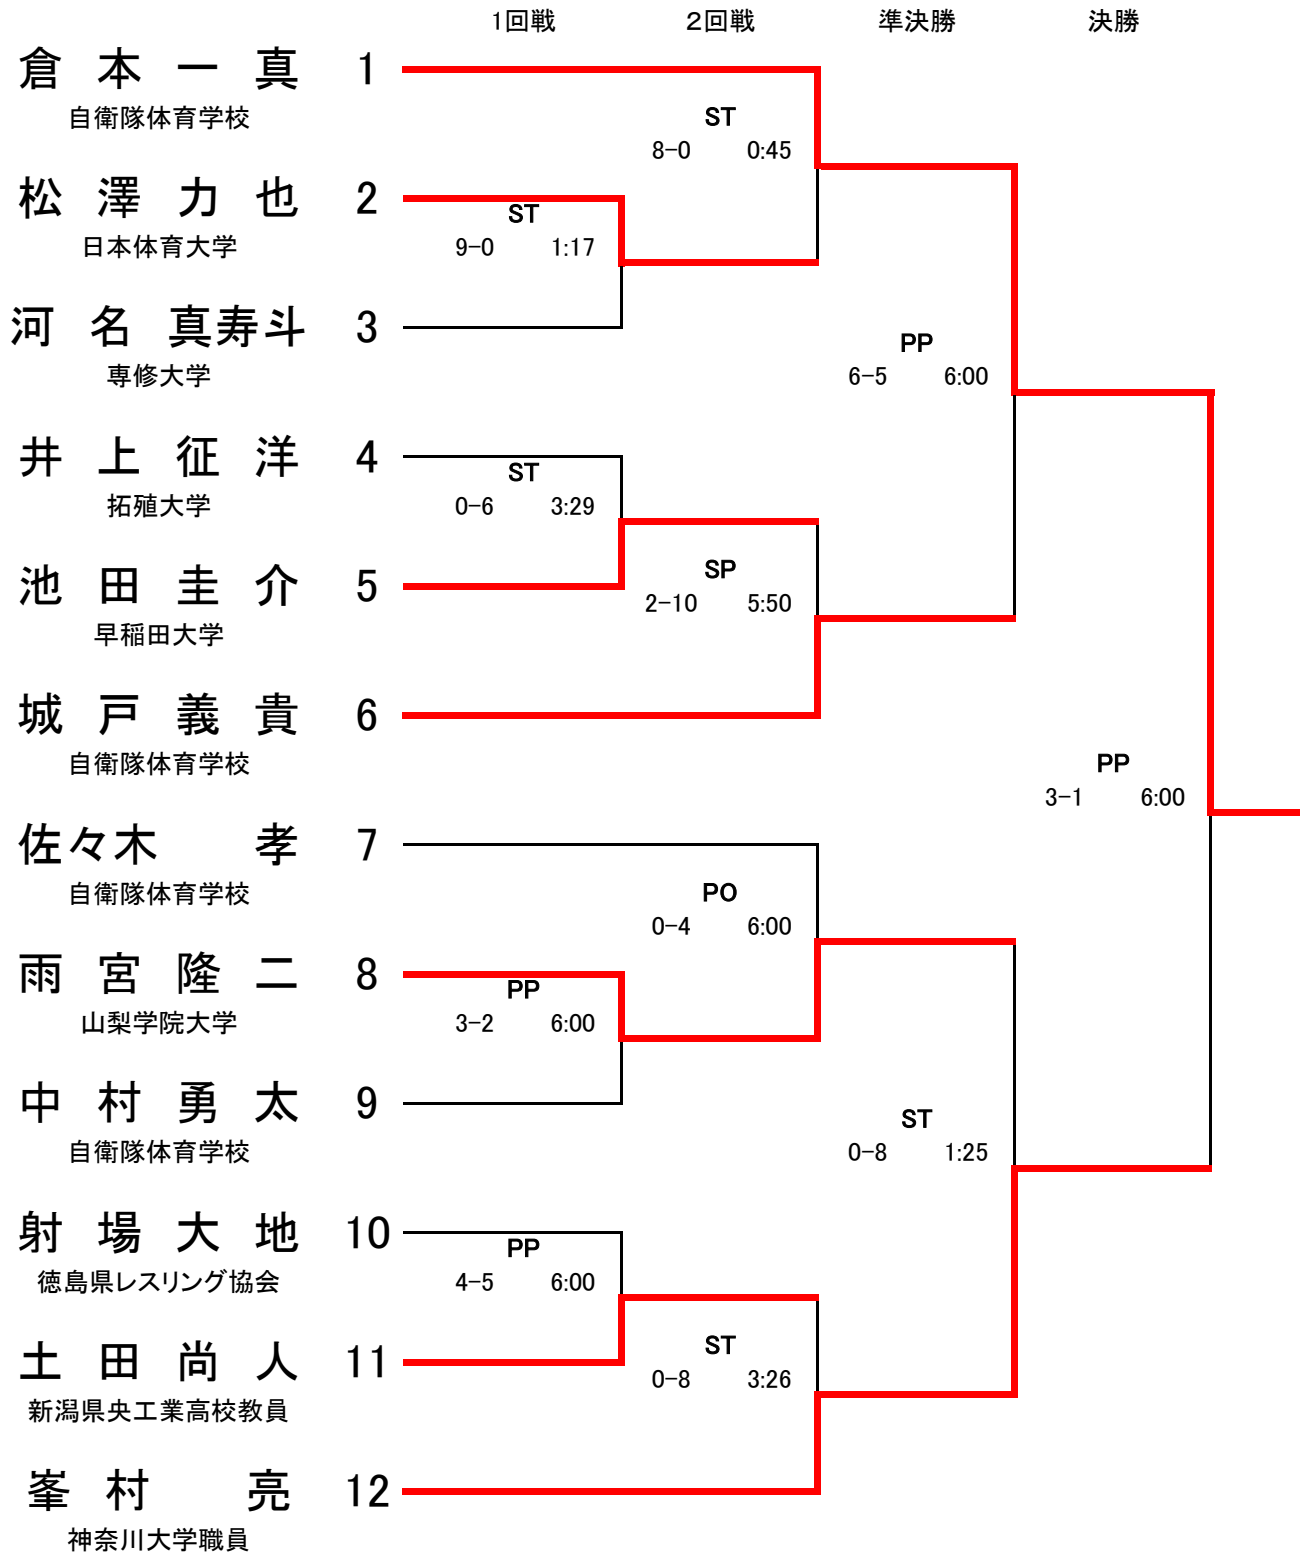 1回戦 2回戦 準決勝 決勝
倉本一真 1
自衛隊体育学校
ST
8-0 0:45
松澤力也 2
ST
日本体育大学 9-0 1:17
河名真寿斗 3
専修大学
PP
6-5 6:00
井上征洋 4
ST
拓殖大学 0-6 3:29
池田圭介 5
SP
2-10 5:50
早稲田大学
城戸義貴 6
自衛隊体育学校
PP
3-1 6:00
佐々木孝 7
自衛隊体育学校
PO
0-4 6:00
雨宮隆二 8
PP
山梨学院大学 3-2 6:00
中村勇太 9
ST
自衛隊体育学校 0-8 1:25
射場大地 10
PP
徳島県レスリング協会 4-5 6:00
土田尚人 11
ST
0-8 3:26
新潟県央工業高校教員
峯村亮 12
神奈川大学職員